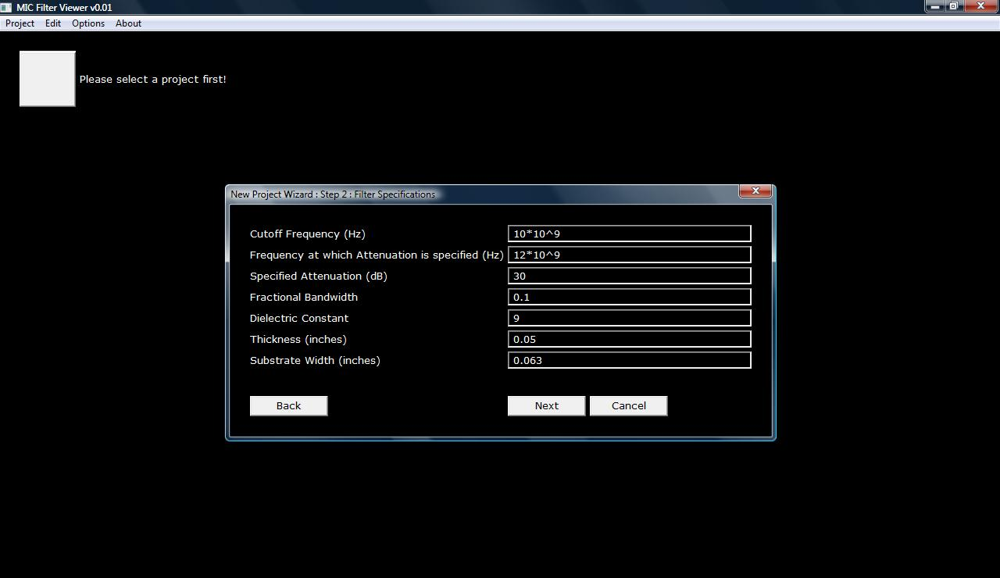 MIC Filter Viewer v0.01
Project Edit Options About
Please select a project first!
New Project Wizard : Step 2 : Filter Specifications
Cutoff Frequency (Hz) 10*10^9
Frequency at which Attenuation is specified (Hz) 12*10^9
Specified Attenuation (dB) 30
Fractional Bandwidth 0.1
Dielectric Constant 9
Thickness (inches) 0.05
Substrate Width (inches) 0.063
Back Next Cancel